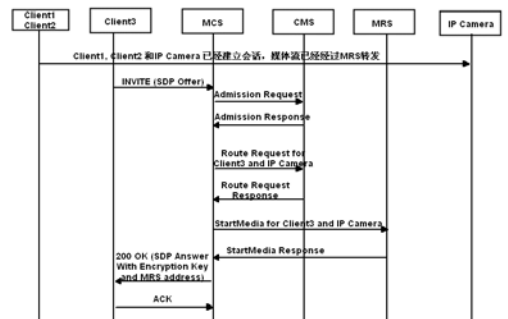 Client1
Client2
Client3
MCS
CMS
MRS
IP Camera
Client1, Client2 和IP Camera 已经建立会话，媒体流已经经过MRS转发
INVITE (SDP Offer)
Admission Request
Admission Response
Route Request for
Client3 and IP Camera
Route Request
Response
StartMedia for Client3 and IP Camera
StartMedia Response
200 OK (SDP Answer
With Encryption Key
and MRS address)
ACK